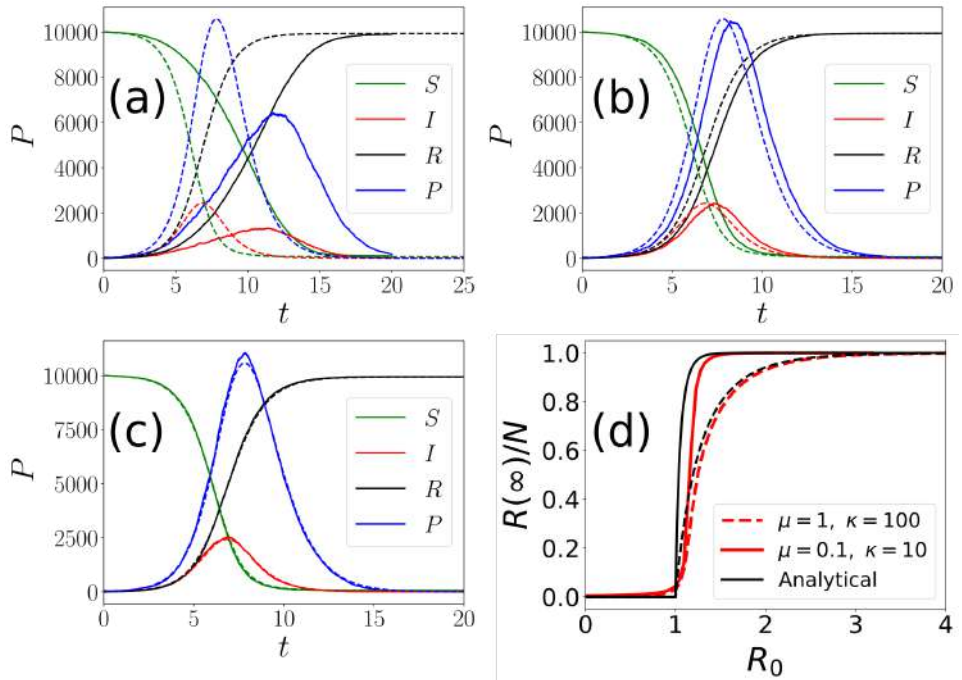 10000
8000
6000
4000
2000
0
P
(a)
S
I
R
P
0 5 10 15 20 25
t
10000
8000
6000
4000
2000
0
P
(b)
S
I
R
P
0 5 10 15 20
t
10000
7500
5000
2500
0
P
(c)
S
I
R
P
0 5 10 15 20
t
1.0
0.8
0.6
0.4
0.2
0.0
R(∞)/N
(d)
μ = 1, κ = 100
μ = 0.1, κ = 10
Analytical
0 1 2 3 4
R₀